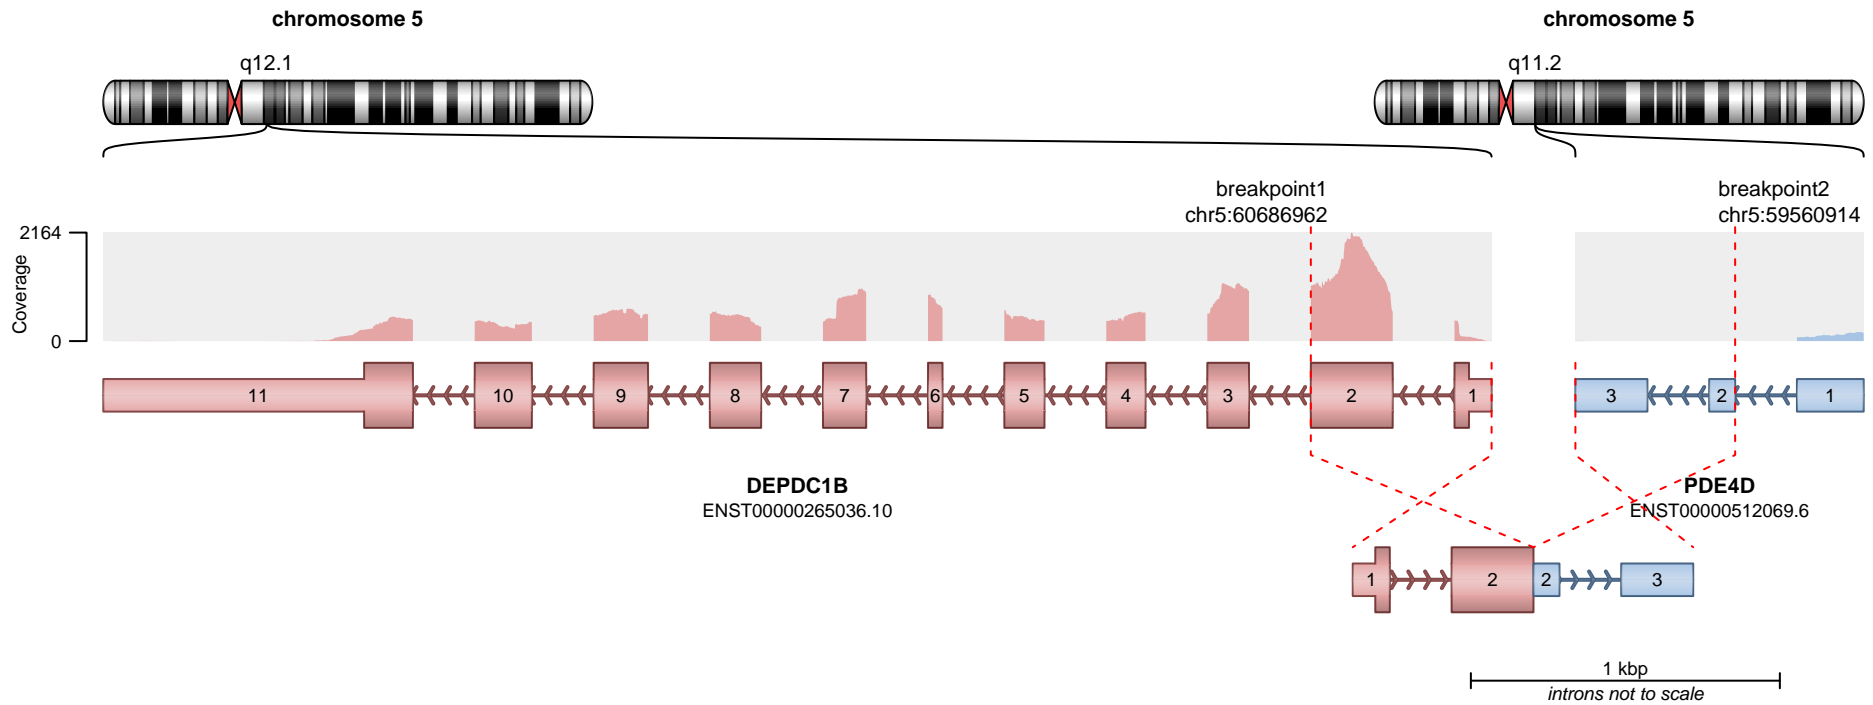 chromosome 5
chromosome 5
q12.1
q11.2
breakpoint1
chr5:60686962
breakpoint2
chr5:59560914
2164
Coverage
0
11
10
9
8
7
6
5
4
3
2
1
3
2
1
DEPDC1B
ENST00000265036.10
PDE4D
ENST00000512069.6
1
2
2
3
1 kbp
introns not to scale